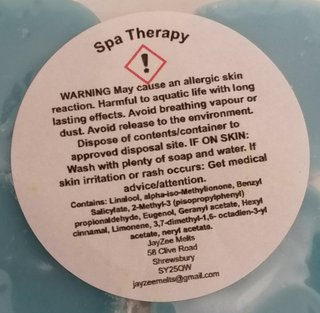 Spa Therapy
!
WARNING May cause an allergic skin
reaction. Harmful to aquatic life with long
lasting effects. Avoid breathing vapour or
dust. Avoid release to the environment.
Dispose of contents/container to
approved disposal site. IF ON SKIN:
Wash with plenty of soap and water. If
skin irritation or rash occurs: Get medical
advice/attention.
Contains: Linalool, alpha-iso-Methylionone, Benzyl
Salicylate, 2-Methyl-3 (pisopropylphenyl)
propionaldehyde, Eugenol, Geranyl acetate, Hexyl
cinnamal, Limonene, 3,7-dimethyl-1,6- octadien-3-yl
acetate, neryl acetate.
JayZee Melts
58 Clive Road
Shrewsbury
SY25QW
jayzeemelts@gmail.com